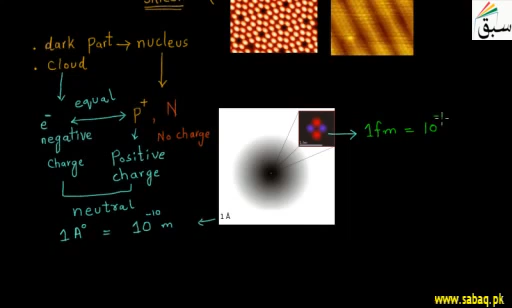 . dark part → nucleus
. cloud
equal
e⁻ p⁺, N
negative charge
No charge
Positive charge
neutral
1A° = 10⁻¹⁰ m
1 Å
1fm = 10
سبق
www.sabaq.pk